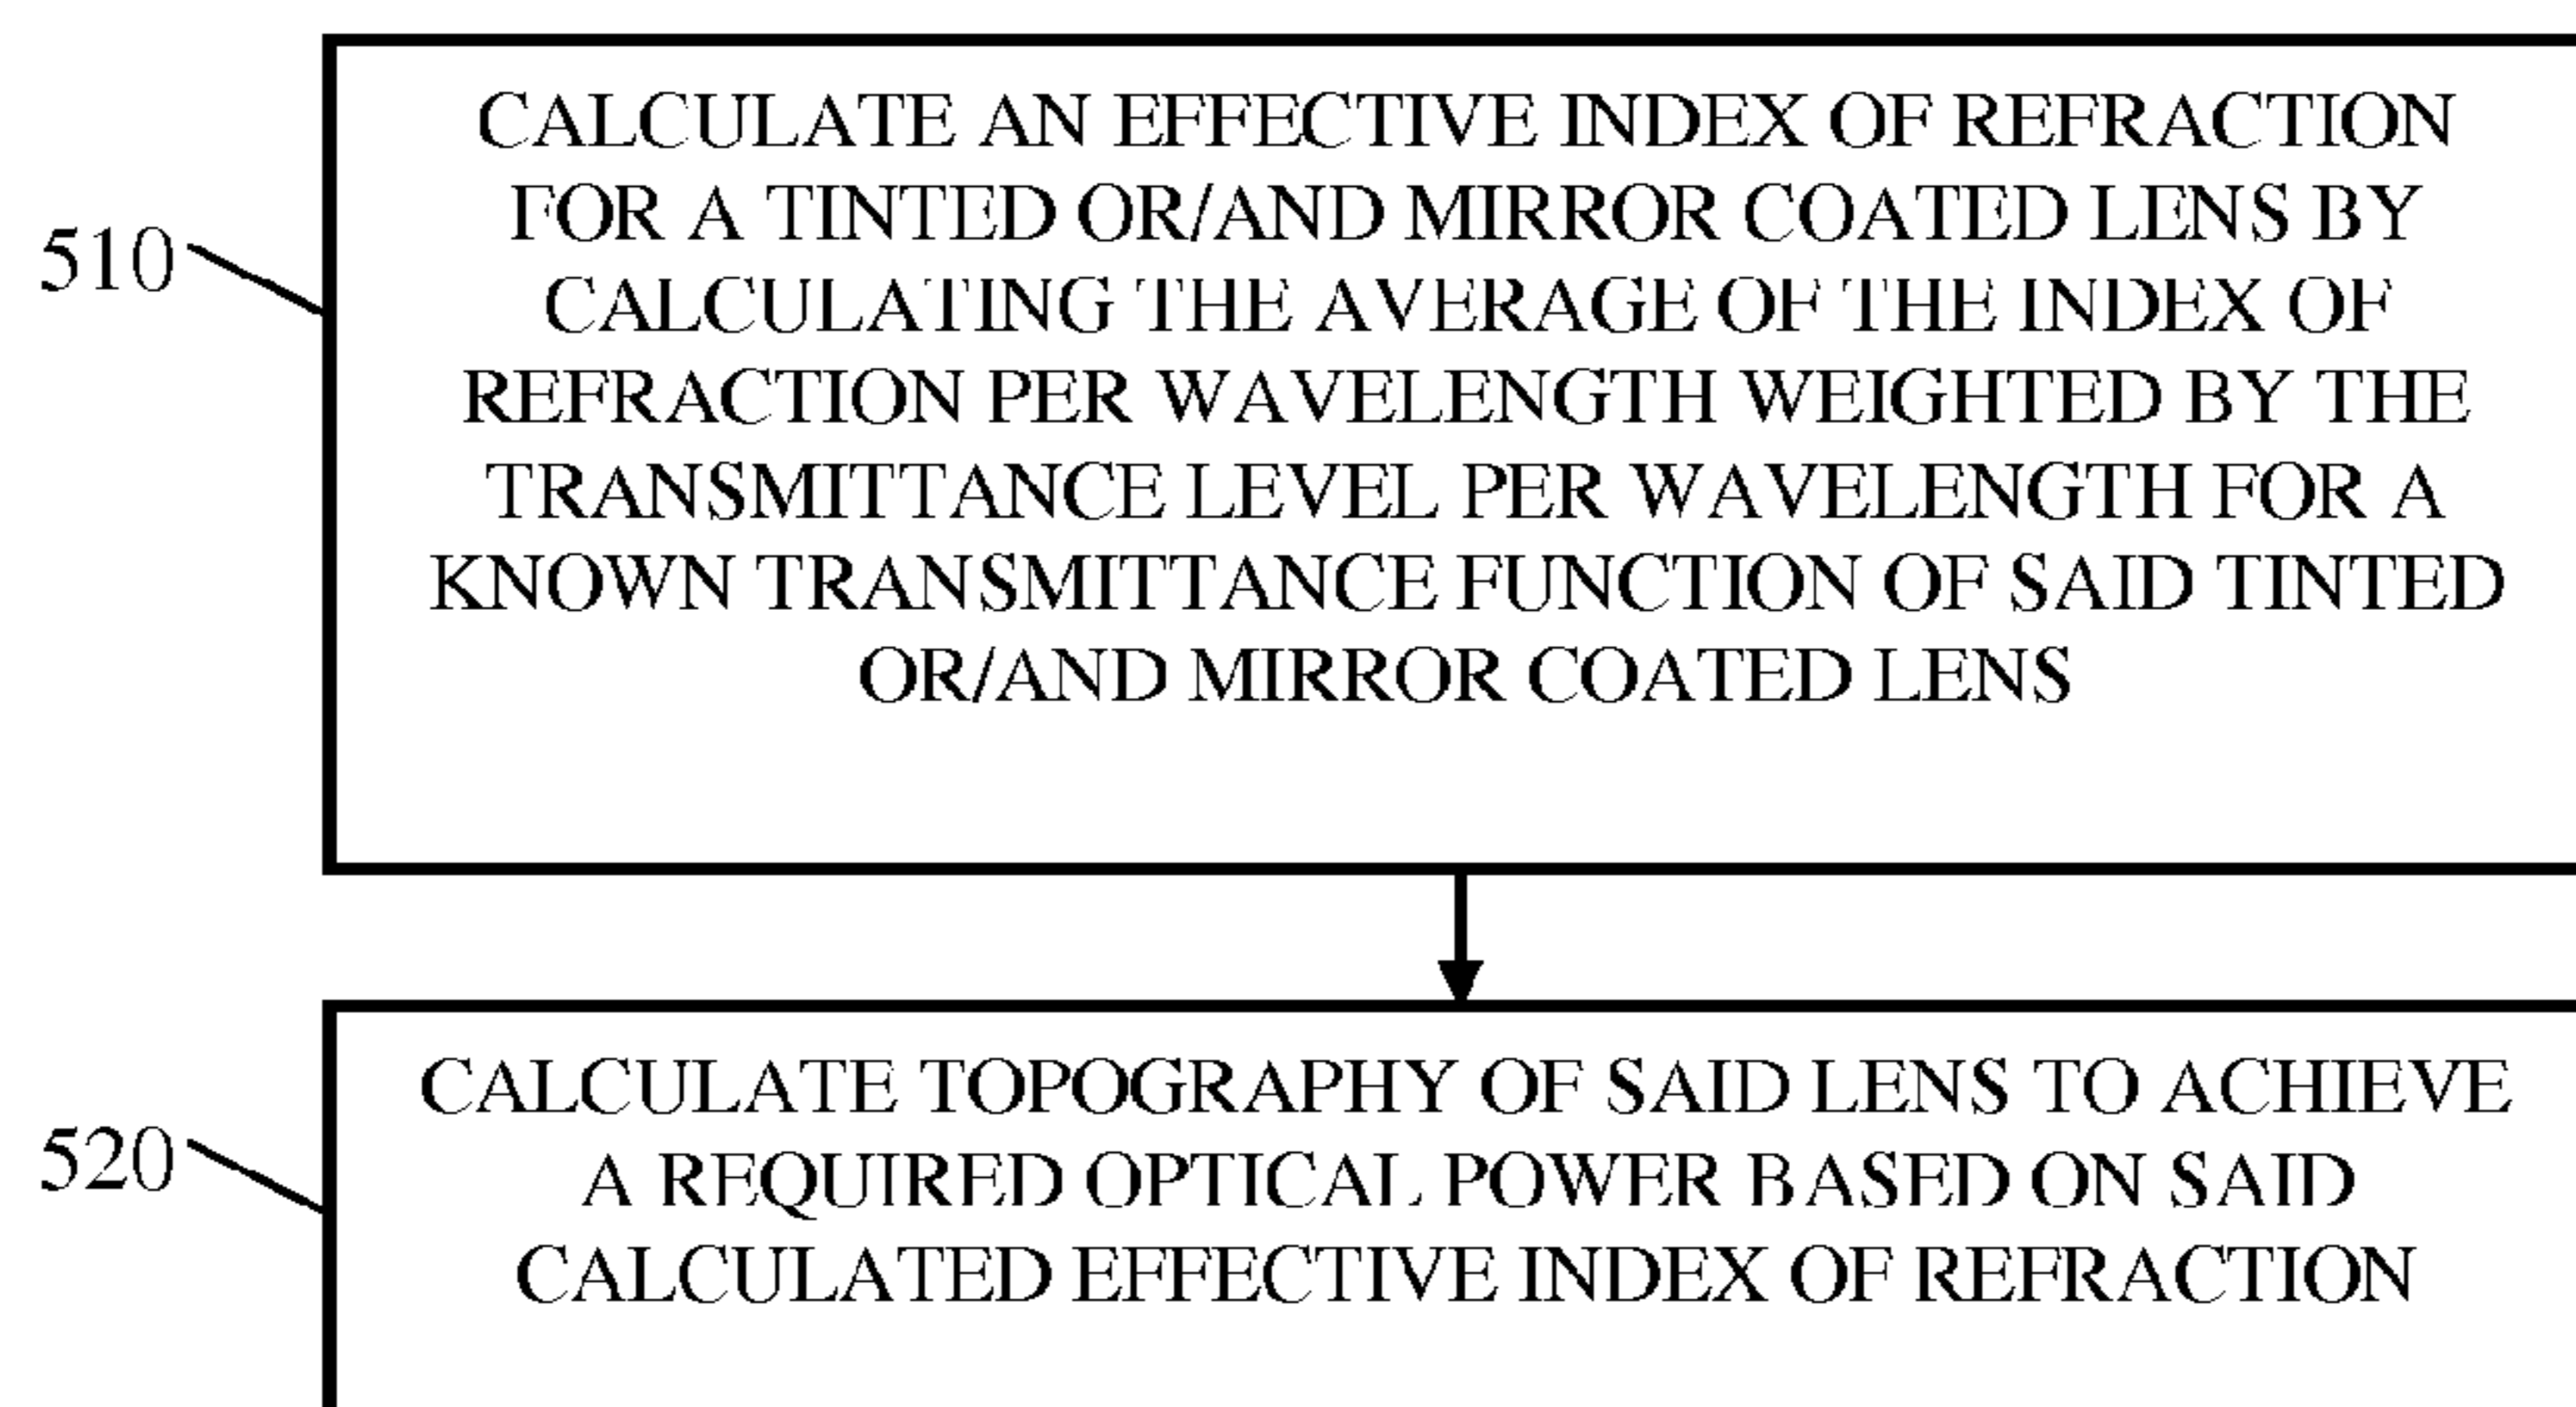 CALCULATE AN EFFECTIVE INDEX OF REFRACTION
FOR A TINTED OR/AND MIRROR COATED LENS BY
510
CALCULATING THE AVERAGE OF THE INDEX OF
REFRACTION PER WAVELENGTH WEIGHTED BY THE
TRANSMITTANCE LEVEL PER WAVELENGTH FOR A
KNOWN TRANSMITTANCE FUNCTION OF SAID TINTED
OR/AND MIRROR COATED LENS
CALCULATE TOPOGRAPHY OF SAID LENS TO ACHIEVE
520
A REQUIRED OPTICAL POWER BASED ON SAID
CALCULATED EFFECTIVE INDEX OF REFRACTION